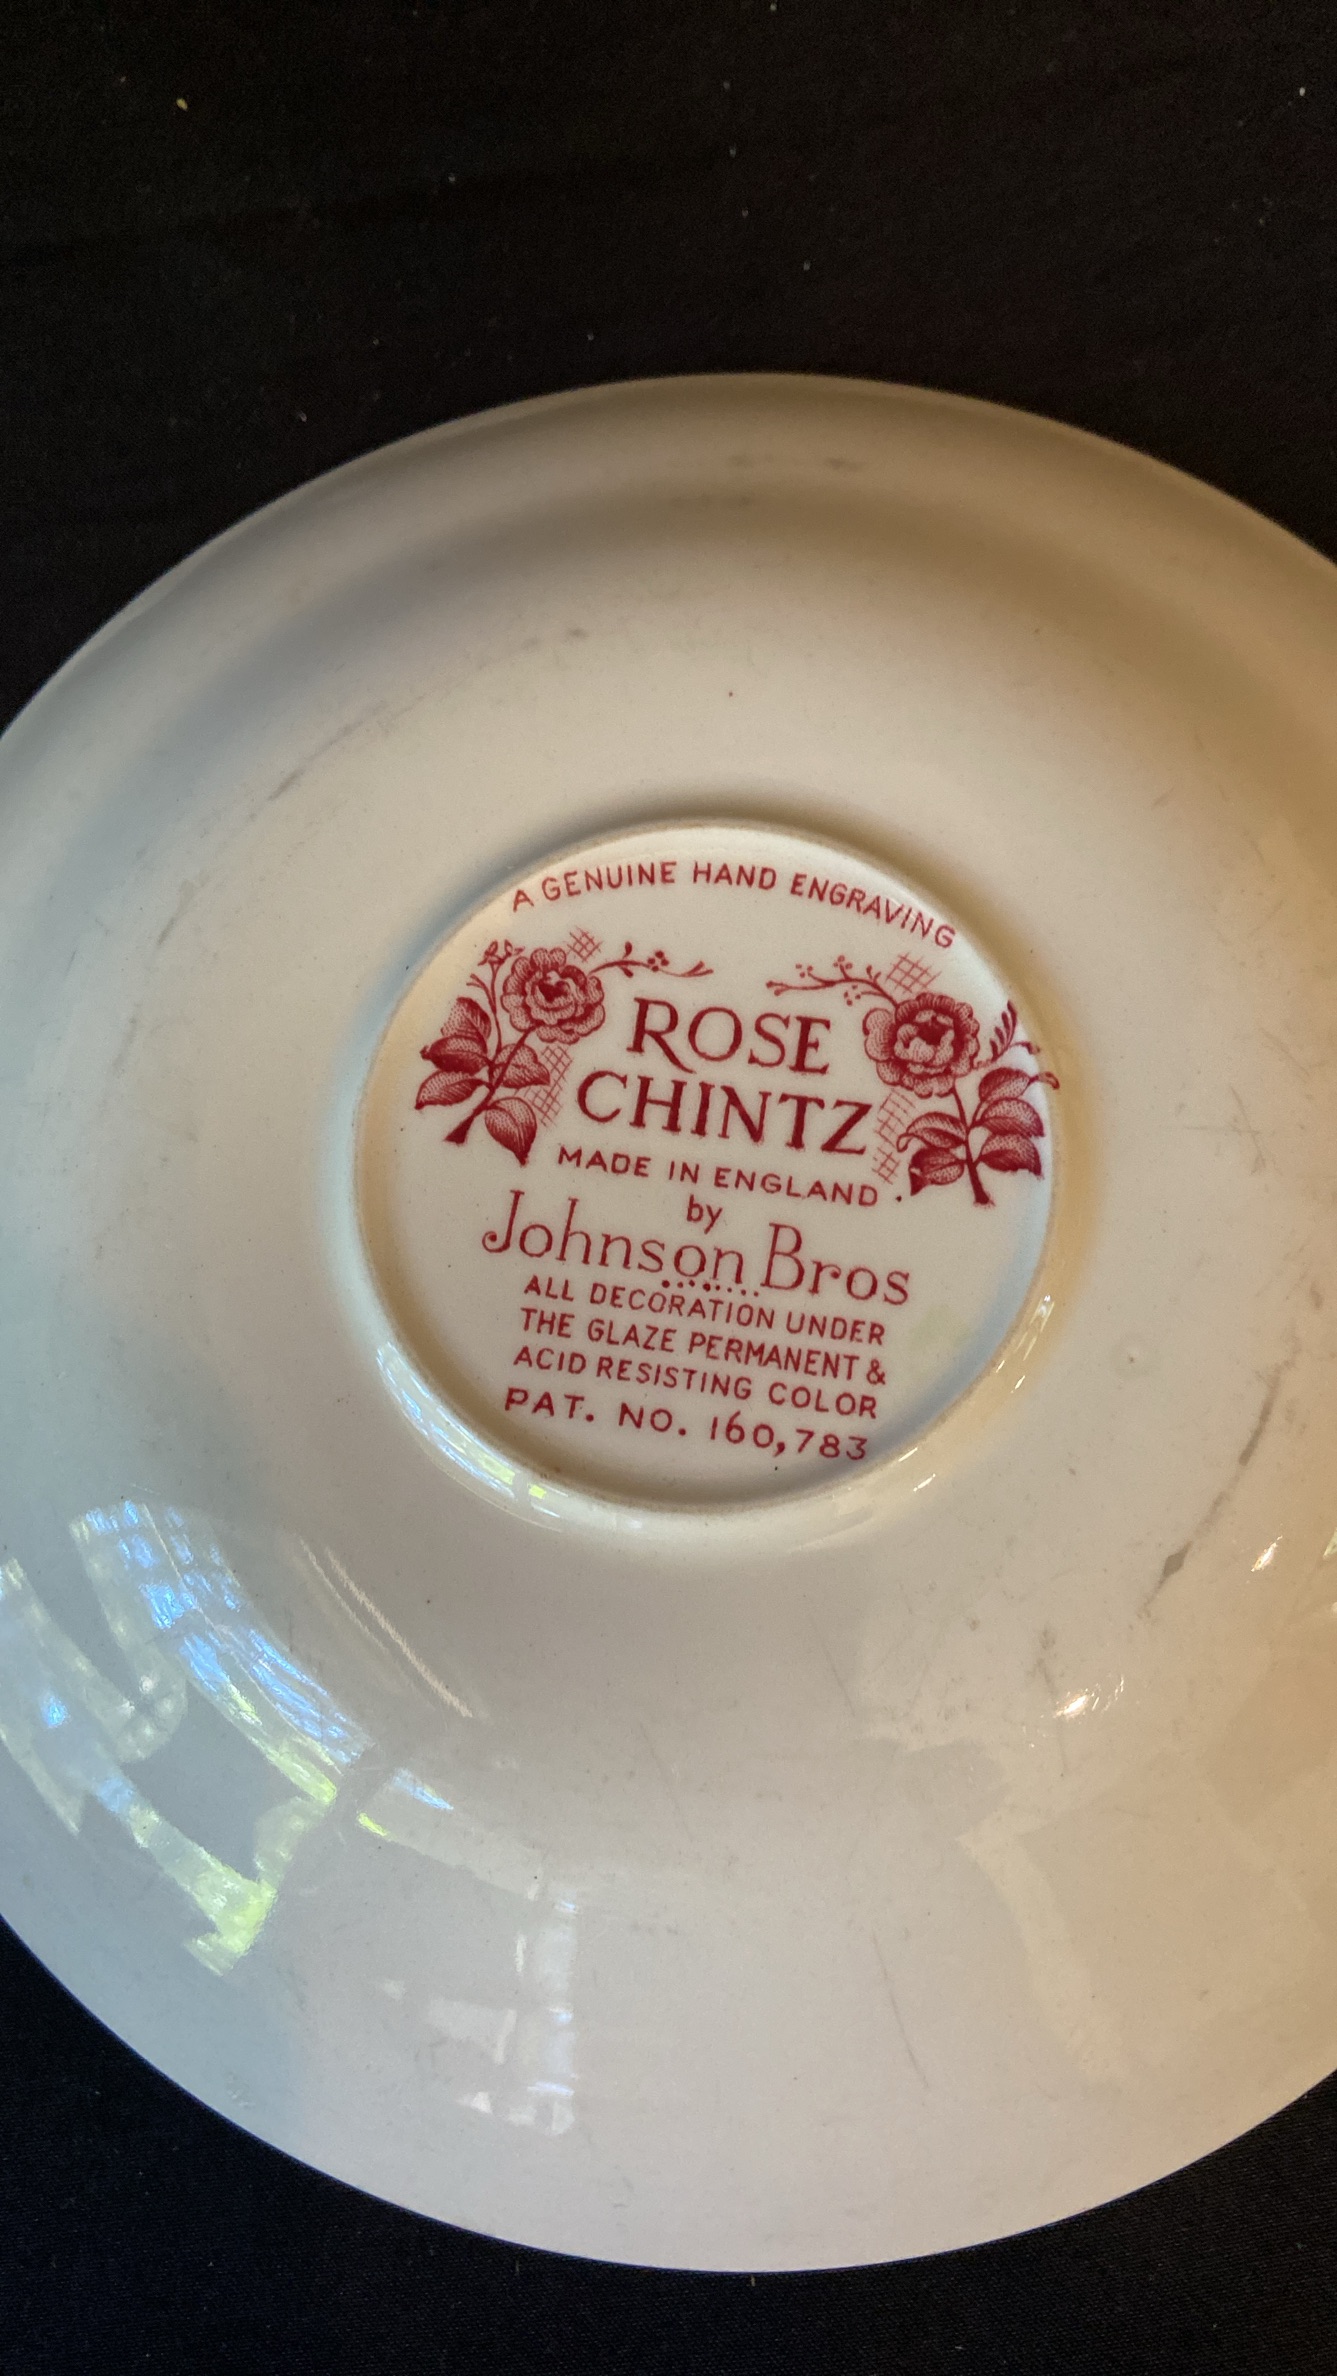 A GENUINE HAND ENGRAVING
ROSE
CHINTZ
MADE IN ENGLAND.
by
Johnson Bros
ALL DECORATION UNDER
THE GLAZE PERMANENT &
ACID RESISTING COLOR
PAT. NO. 160,783